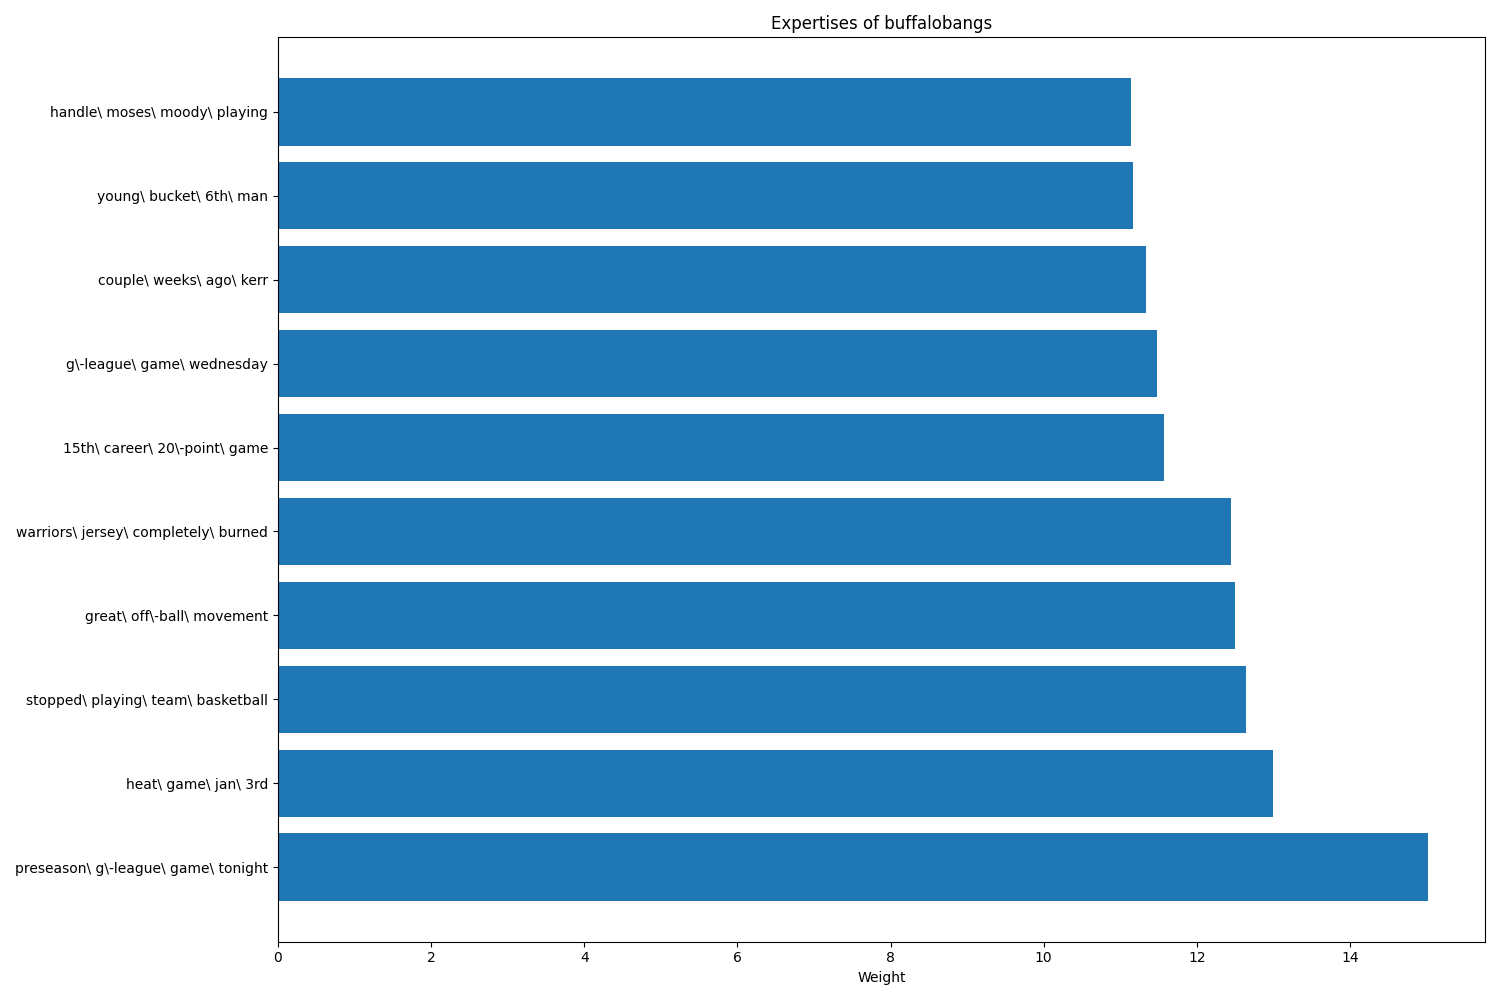 Expertises of buffalobangs
handle\ moses\ moody\ playing
young\ bucket\ 6th\ man
couple\ weeks\ ago\ kerr
g\-league\ game\ wednesday
15th\ career\ 20\-point\ game
warriors\ jersey\ completely\ burned
great\ off\-ball\ movement
stopped\ playing\ team\ basketball
heat\ game\ jan\ 3rd
preseason\ g\-league\ game\ tonight
0 2 4 6 8 10 12 14
Weight